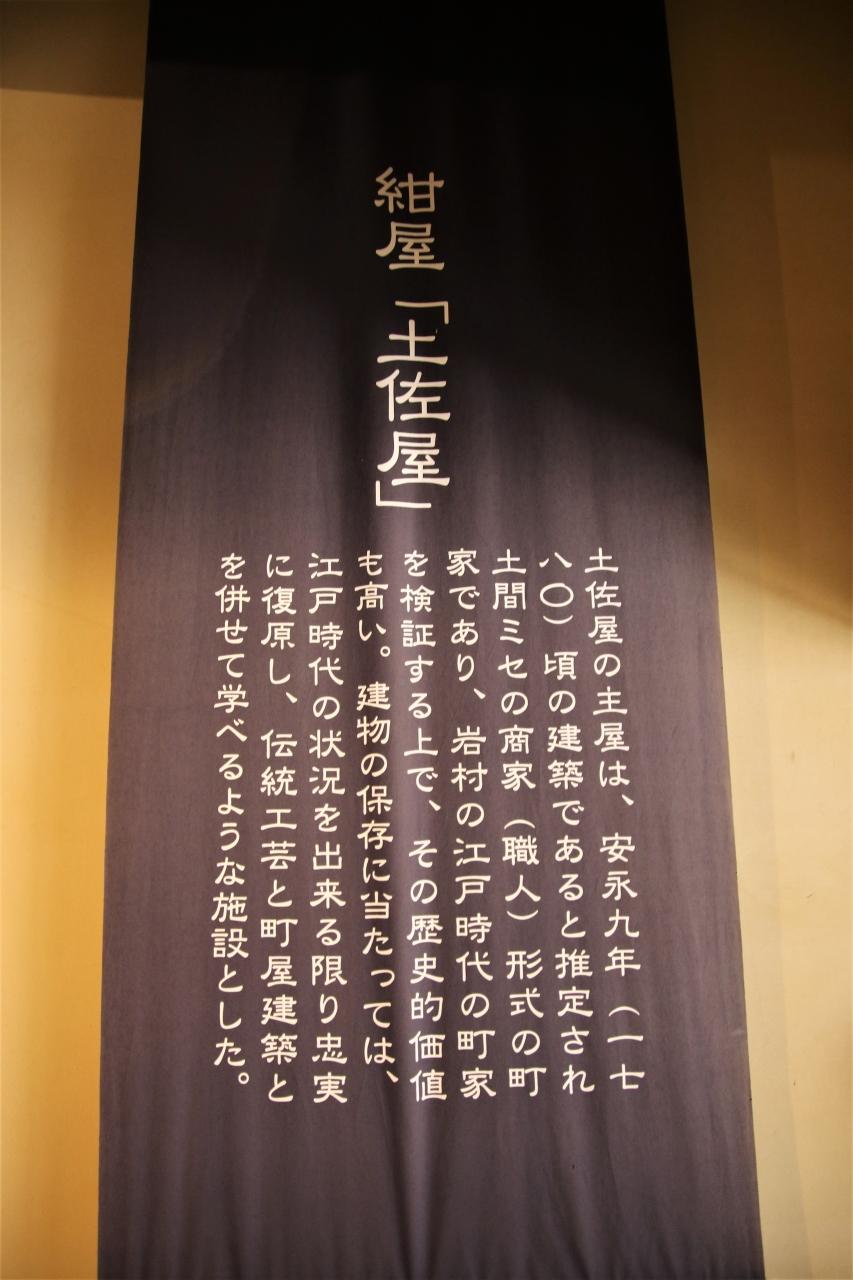 紺屋「土佐屋」
土佐屋の主屋は、安永九年（一七
八〇）頃の建築であると推定され
土間ミセの商家（職人）形式の町
家であり、岩村の江戸時代の町家
を検証する上で、その歴史的価値
も高い。建物の保存に当たっては、
江戸時代の状況を出来る限り忠実
に復原し、伝統工芸と町屋建築と
を併せて学べるような施設とした。